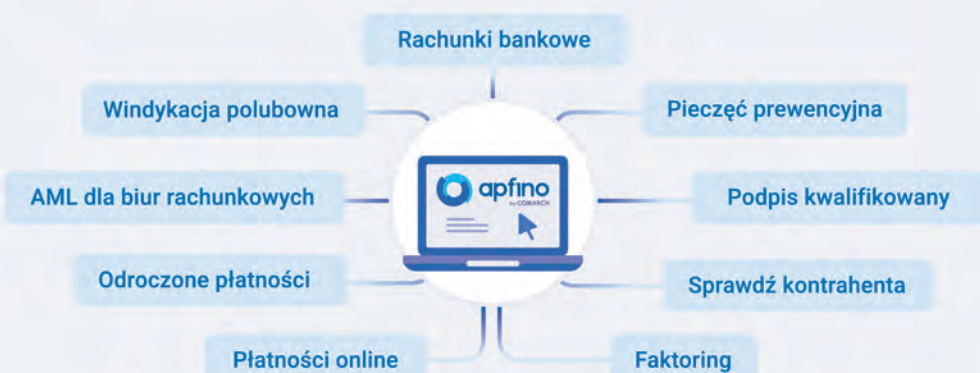 Rachunki bankowe
Windykacja polubowna
Pieczęć prewencyjna
AML dla biur rachunkowych
apfino
by COMARCH
Podpis kwalifikowany
Odroczone płatności
Sprawdź kontrahenta
Płatności online
Faktoring